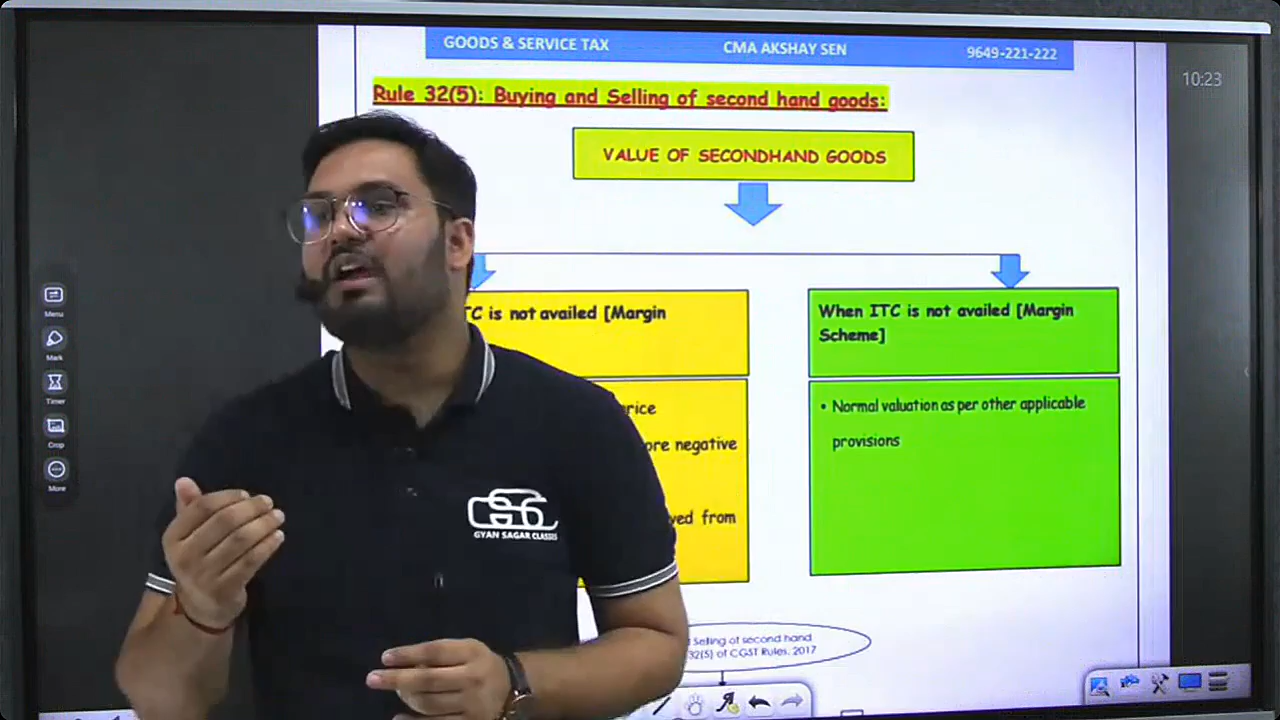 GOODS & SERVICE TAX CMA AKSHAY SEN 9649-221-222
10:23
Rule 32(5): Buying and Selling of second hand goods:
VALUE OF SECONDHAND GOODS
TC is not availed [Margin
When ITC is not availed [Margin
Scheme]
rice
ore negative
yed from
• Normal valuation as per other applicable
provisions
Menu
Mark
Timer
Crop
More
GSC
GYAN SAGAR CLASSES
Selling of second hand
32(5) of CGST Rules, 2017